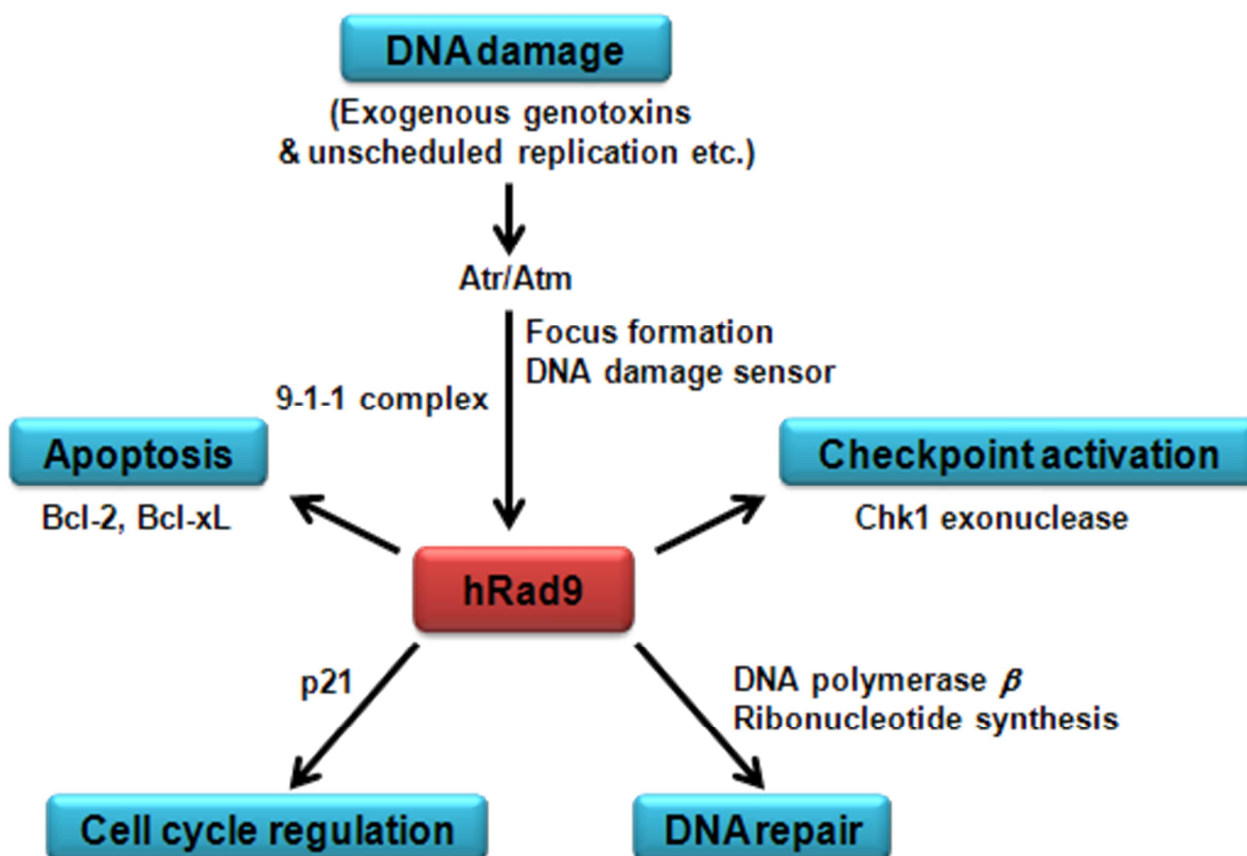 DNA damage
(Exogenous genotoxins
& unscheduled replication etc.)
Atr/Atm
Focus formation
DNA damage sensor
9-1-1 complex
Apoptosis
Bcl-2, Bcl-xL
Checkpoint activation
Chk1 exonuclease
hRad9
p21
DNA polymerase β
Ribonucleotide synthesis
Cell cycle regulation
DNA repair